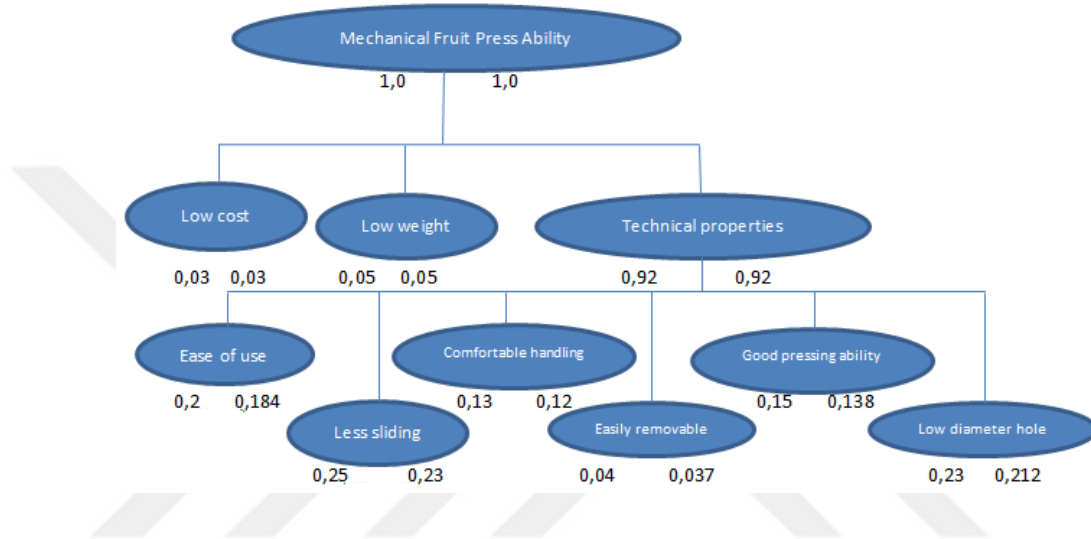 Mechanical Fruit Press Ability
1,0 1,0
Low cost
Low weight
Technical properties
0,03 0,03
0,05 0,05
0,92 0,92
Ease of use
Comfortable handling
Good pressing ability
0,2 0,184
0,13 0,12
0,15 0,138
Less sliding
Easily removable
Low diameter hole
0,25 0,23
0,04 0,037
0,23 0,212